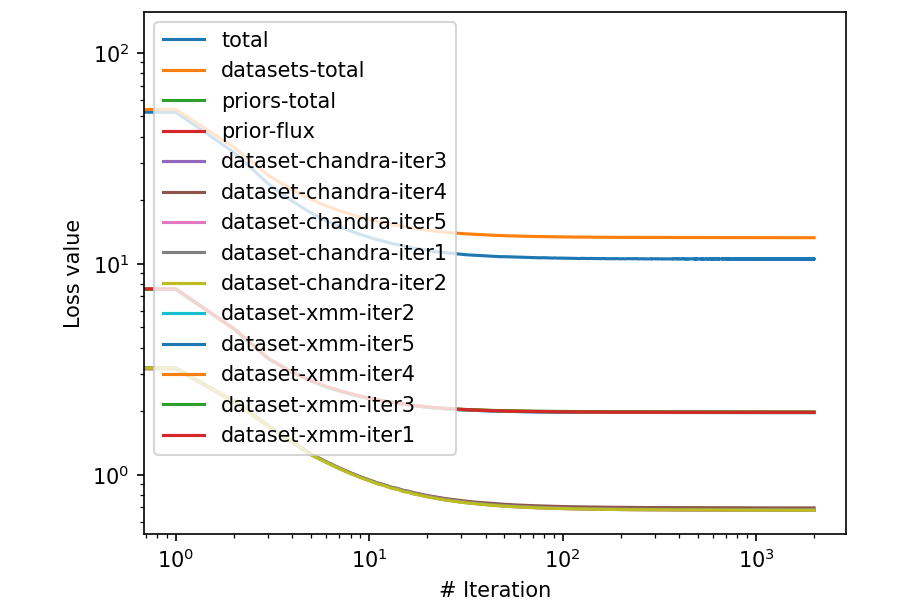 10²
10¹
10⁰
Loss value
total
datasets-total
priors-total
prior-flux
dataset-chandra-iter3
dataset-chandra-iter4
dataset-chandra-iter5
dataset-chandra-iter1
dataset-chandra-iter2
dataset-xmm-iter2
dataset-xmm-iter5
dataset-xmm-iter4
dataset-xmm-iter3
dataset-xmm-iter1
10⁰ 10¹ 10² 10³
# Iteration